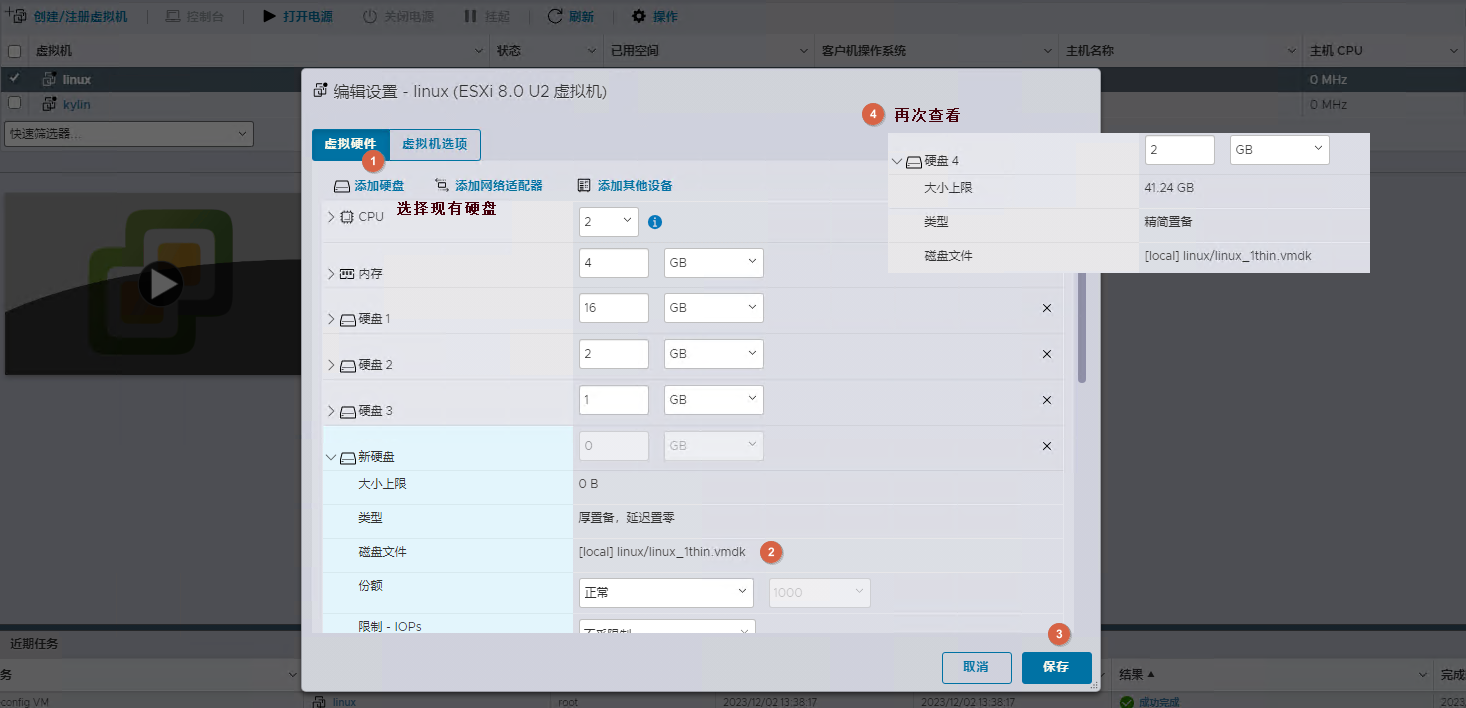 创建/注册虚拟机 控制台 打开电源 关闭电源 挂起 刷新 操作
虚拟机 状态 已用空间 客户机操作系统 主机名称 主机 CPU
linux 0 MHz
kylin 0 MHz
快速筛选器...
编辑设置 - linux (ESXi 8.0 U2 虚拟机)
4 再次查看
虚拟硬件 虚拟机选项
1
添加硬盘 添加网络适配器 添加其他设备
选择现有硬盘
CPU 2
内存 4 GB
硬盘 1 16 GB
硬盘 2 2 GB
硬盘 3 1 GB
新硬盘 0 GB
大小上限 0 B
类型 厚置备，延迟置零
磁盘文件 [local] linux/linux_1thin.vmdk 2
份额 正常 1000
限制 - IOPs
3
取消 保存
硬盘 4 2 GB
大小上限 41.24 GB
类型 精简置备
磁盘文件 [local] linux/linux_1thin.vmdk
近期任务
务 结果 完成
config VM linux root 2023/12/02 13:38:17 2023/12/02 13:38:17 成功完成 2023